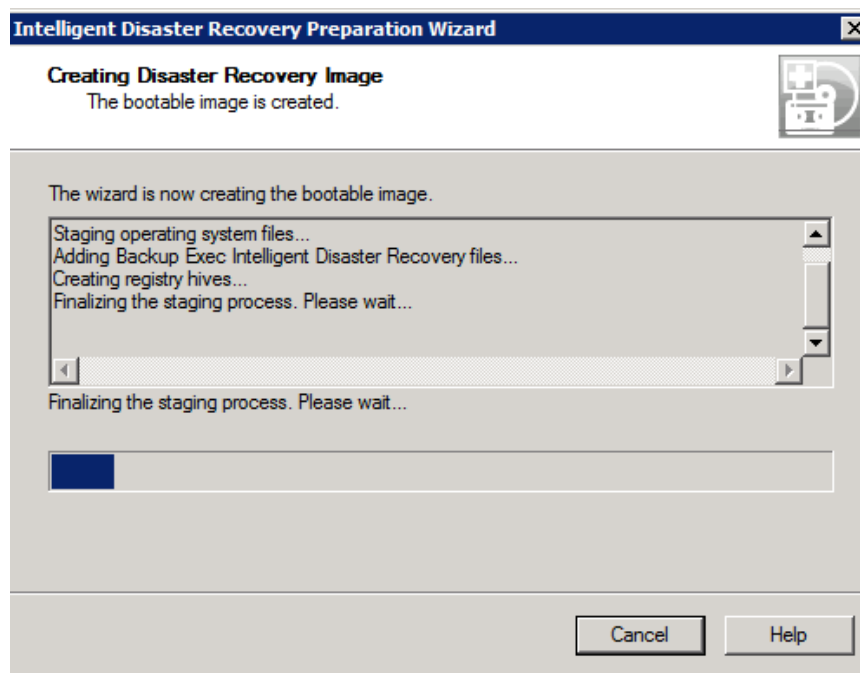 Intelligent Disaster Recovery Preparation Wizard
Creating Disaster Recovery Image
The bootable image is created.
The wizard is now creating the bootable image.
Staging operating system files...
Adding Backup Exec Intelligent Disaster Recovery files...
Creating registry hives...
Finalizing the staging process. Please wait...
Finalizing the staging process. Please wait...
Cancel
Help